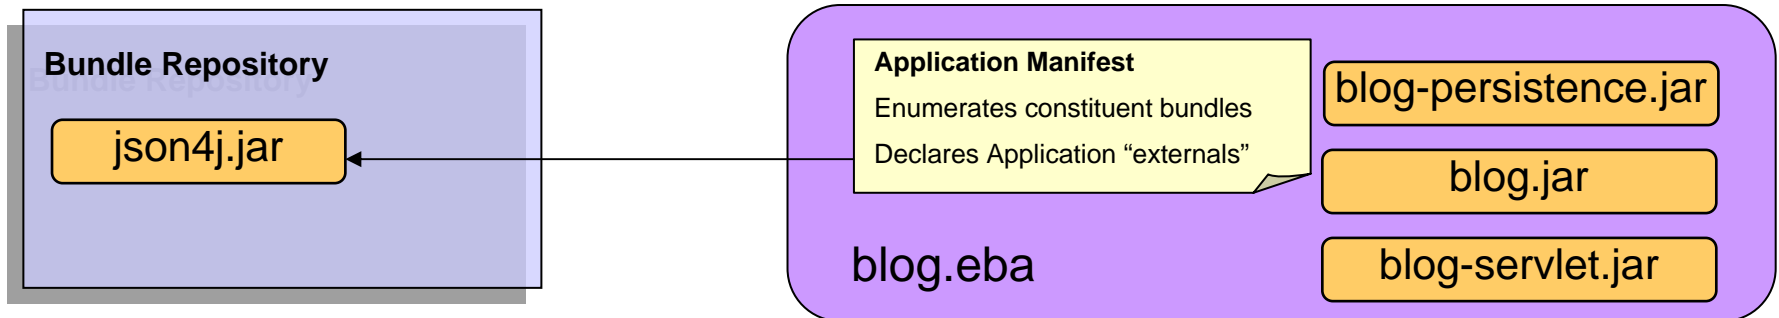 Bundle Repository
json4j.jar
Application Manifest
Enumerates constituent bundles
Declares Application “externals”
blog.eba
blog-persistence.jar
blog.jar
blog-servlet.jar